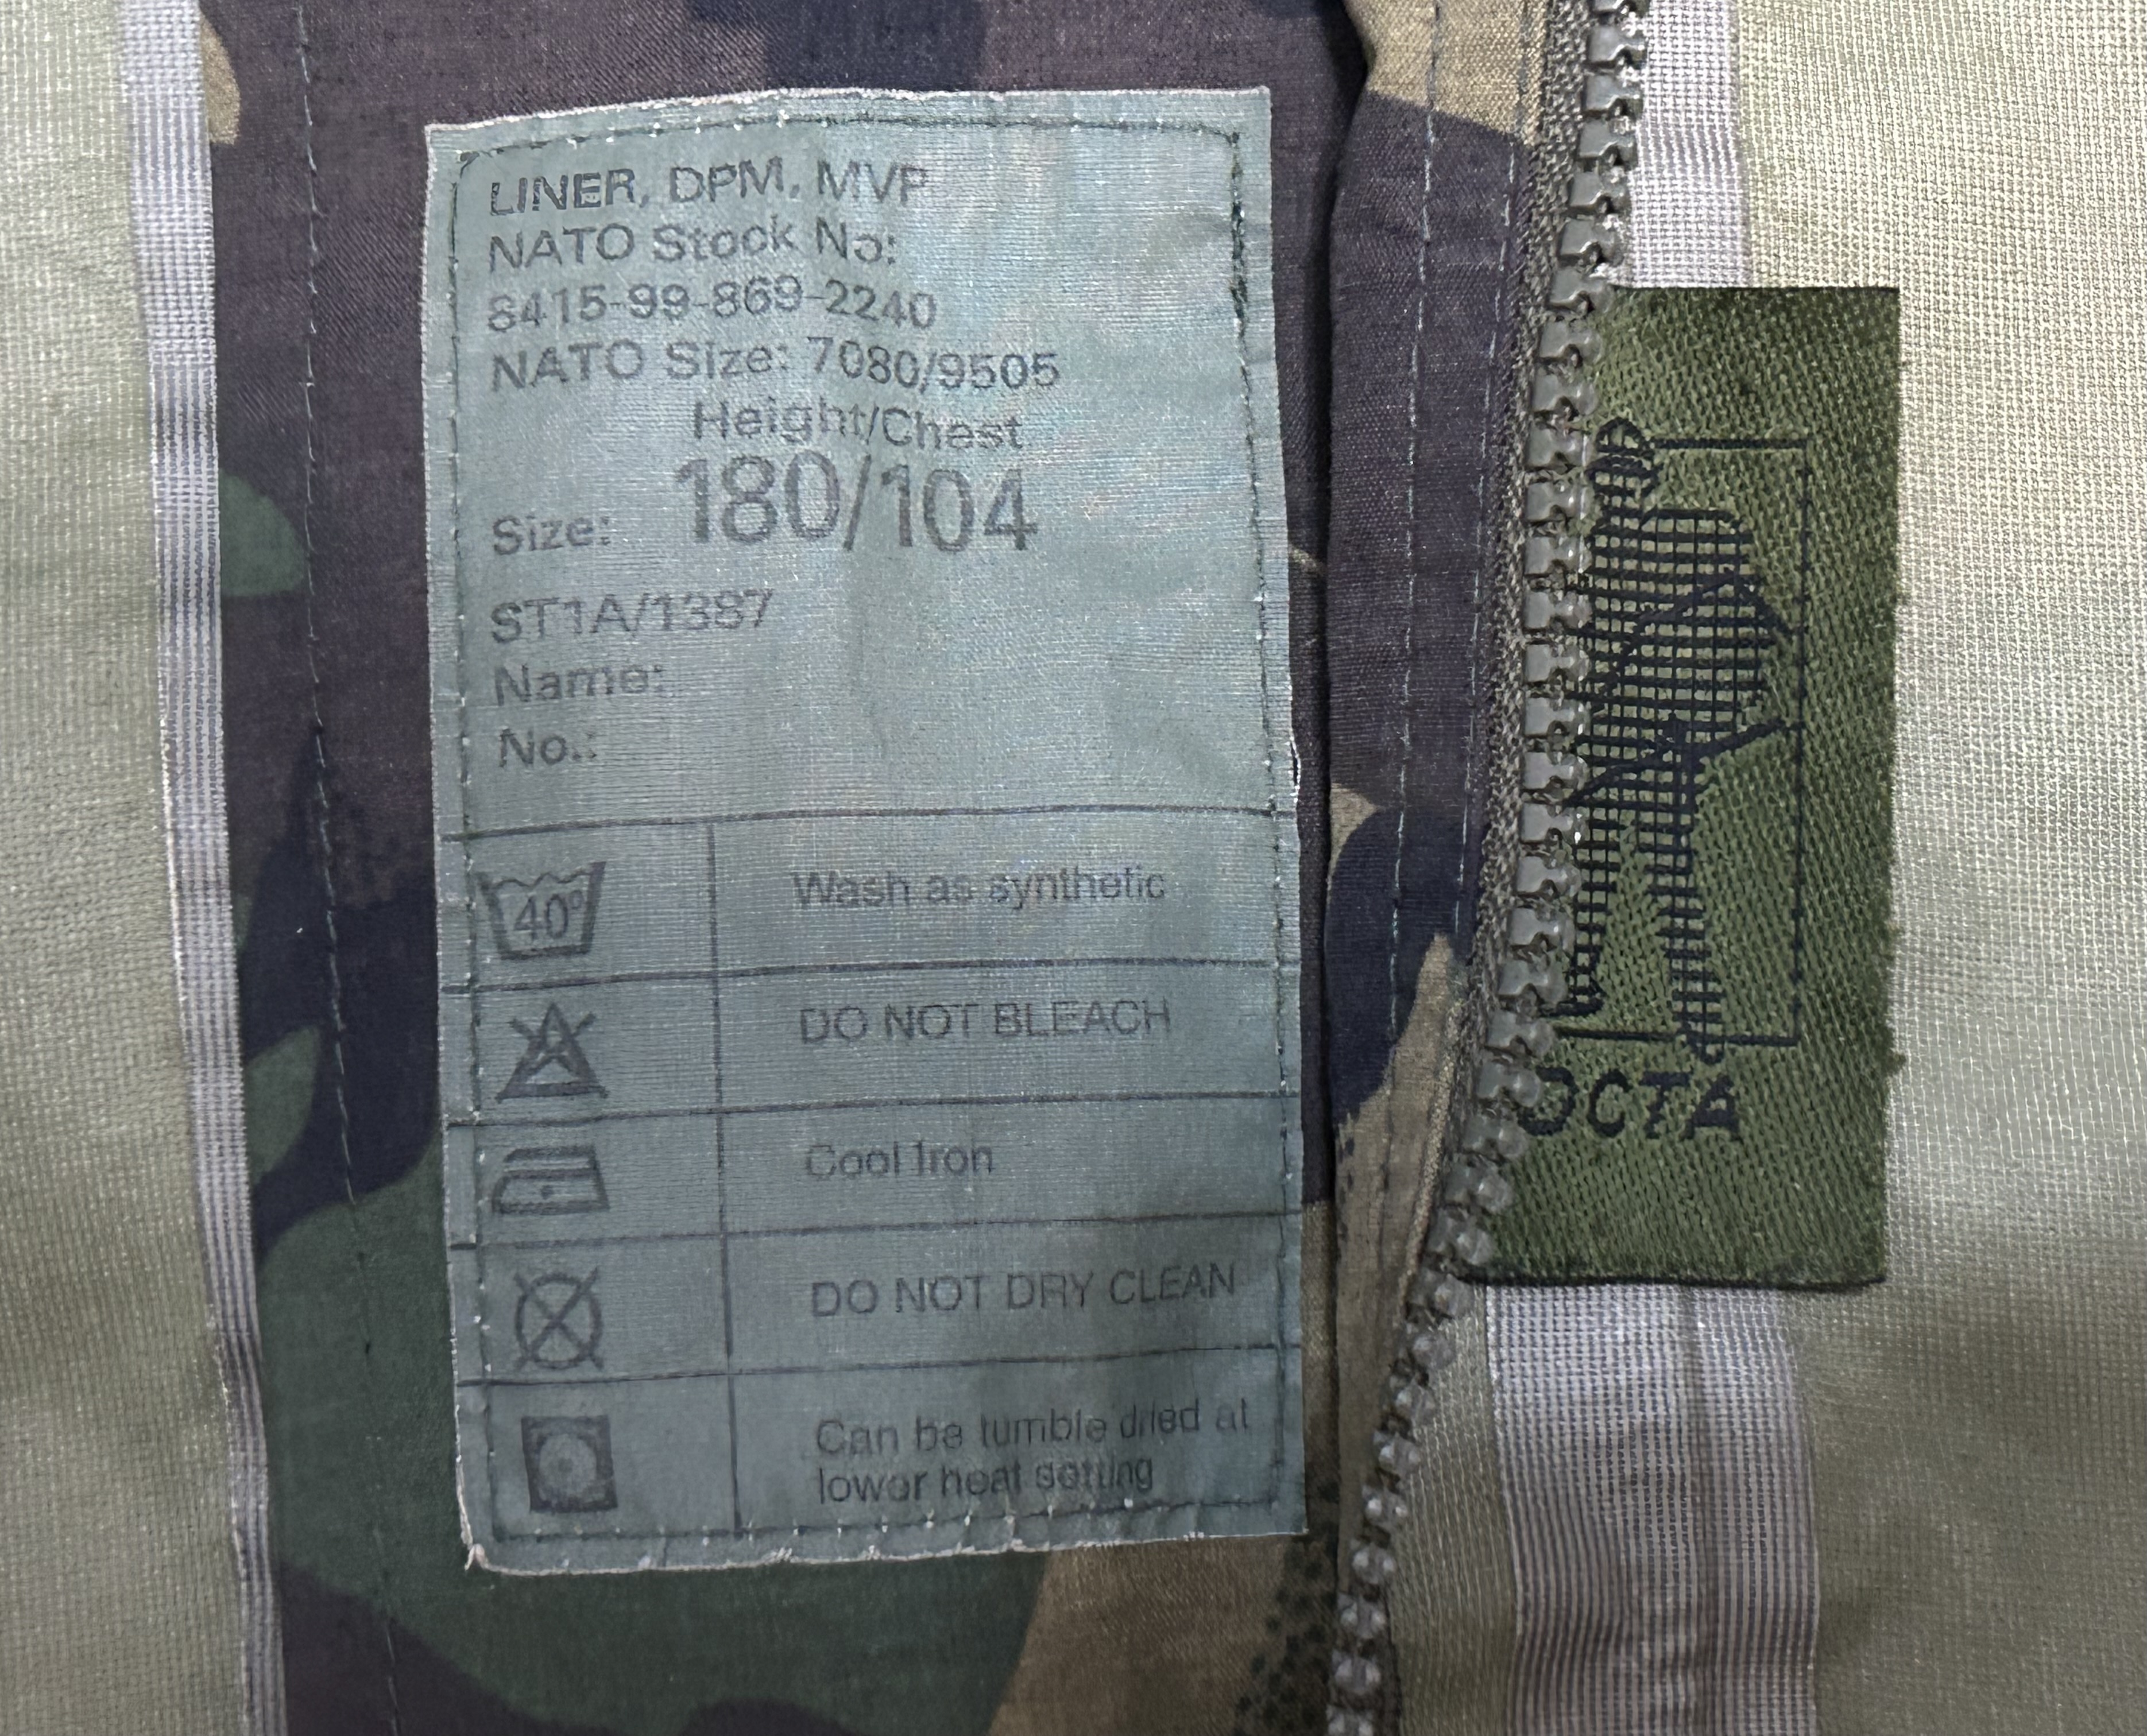 LINER, DPM, MVP
NATO Stock No:
8415-99-869-2240
NATO Size: 7080/9505
Height/Chest
Size: 180/104
ST1A/1387
Name:
No.:
40° Wash as synthetic
DO NOT BLEACH
Cool Iron
DO NOT DRY CLEAN
Can be tumble dried at
lower heat setting
OCTA